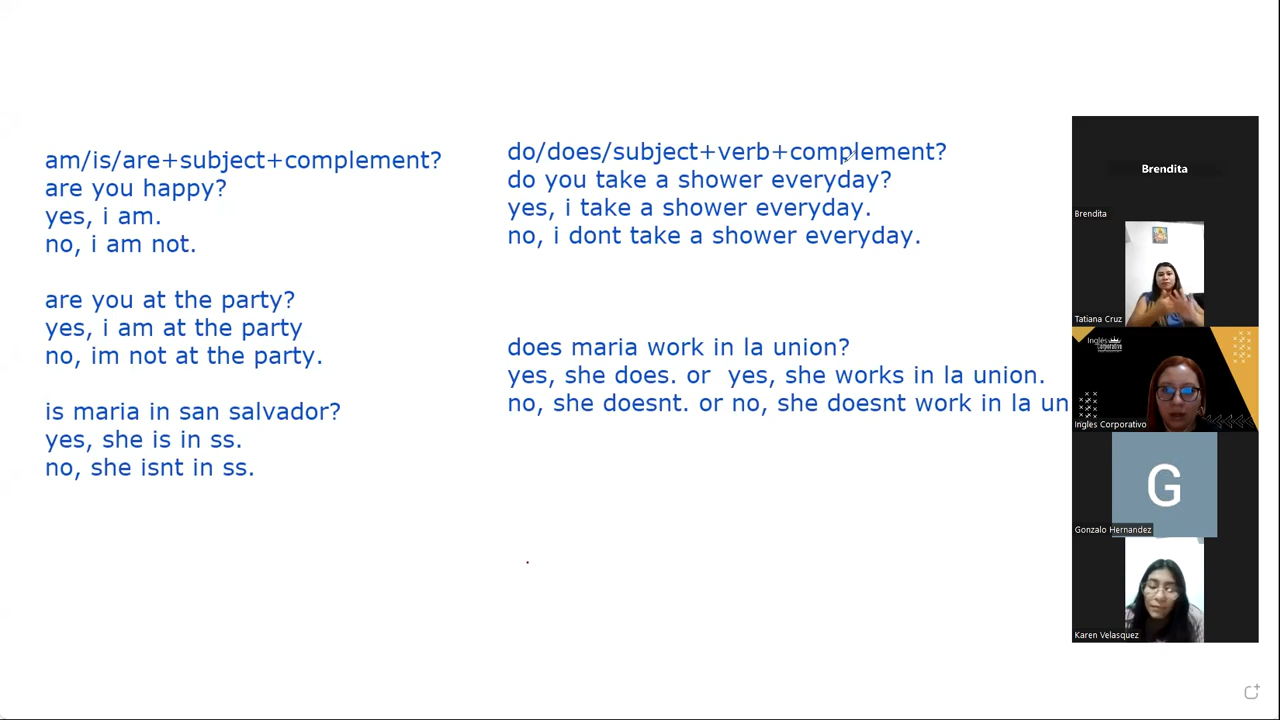 am/is/are+subject+complement?
are you happy?
yes, i am.
no, i am not.
are you at the party?
yes, i am at the party
no, im not at the party.
is maria in san salvador?
yes, she is in ss.
no, she isnt in ss.
do/does/subject+verb+complement?
do you take a shower everyday?
yes, i take a shower everyday.
no, i dont take a shower everyday.
does maria work in la union?
yes, she does. or  yes, she works in la union.
no, she doesnt. or no, she doesnt work in la un
Brendita
Brendita
Tatiana Cruz
Inglés
Corporativo
Ingles Corporativo
G
Gonzalo Hernandez
Karen Velasquez